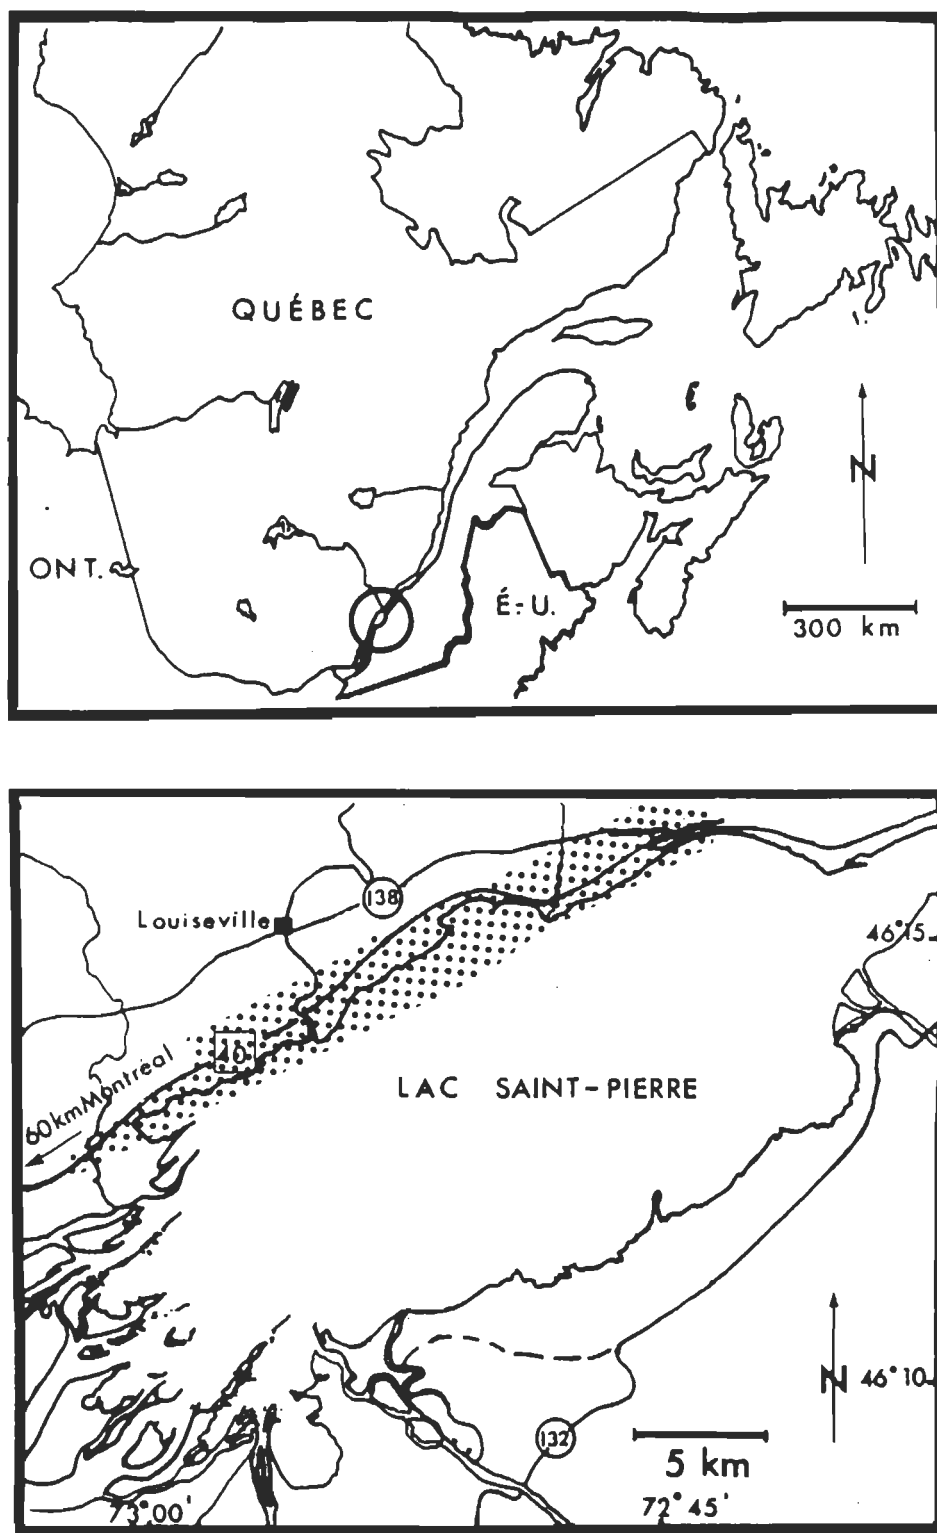 QUÉBEC
N
ONT.
É-U.
300 km
138
Louiseville
46°15
40
60km Montréal
LAC SAINT-PIERRE
N 46°10
132
5 km
73°00'
72°45'